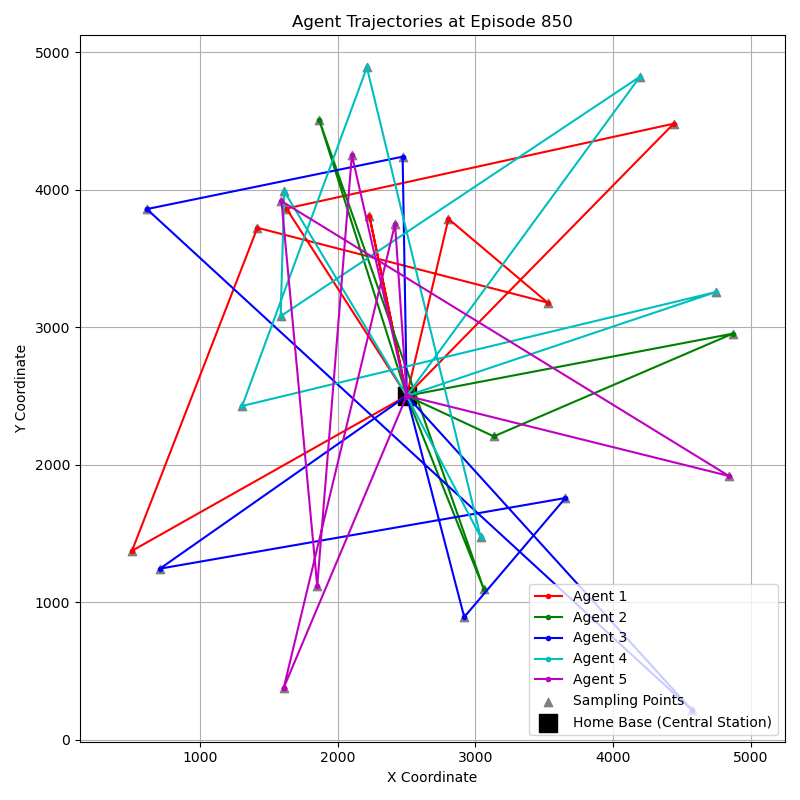 Agent Trajectories at Episode 850
5000
4000
3000
2000
1000
0
Y Coordinate
1000
2000
3000
4000
5000
X Coordinate
Agent 1
Agent 2
Agent 3
Agent 4
Agent 5
Sampling Points
Home Base (Central Station)